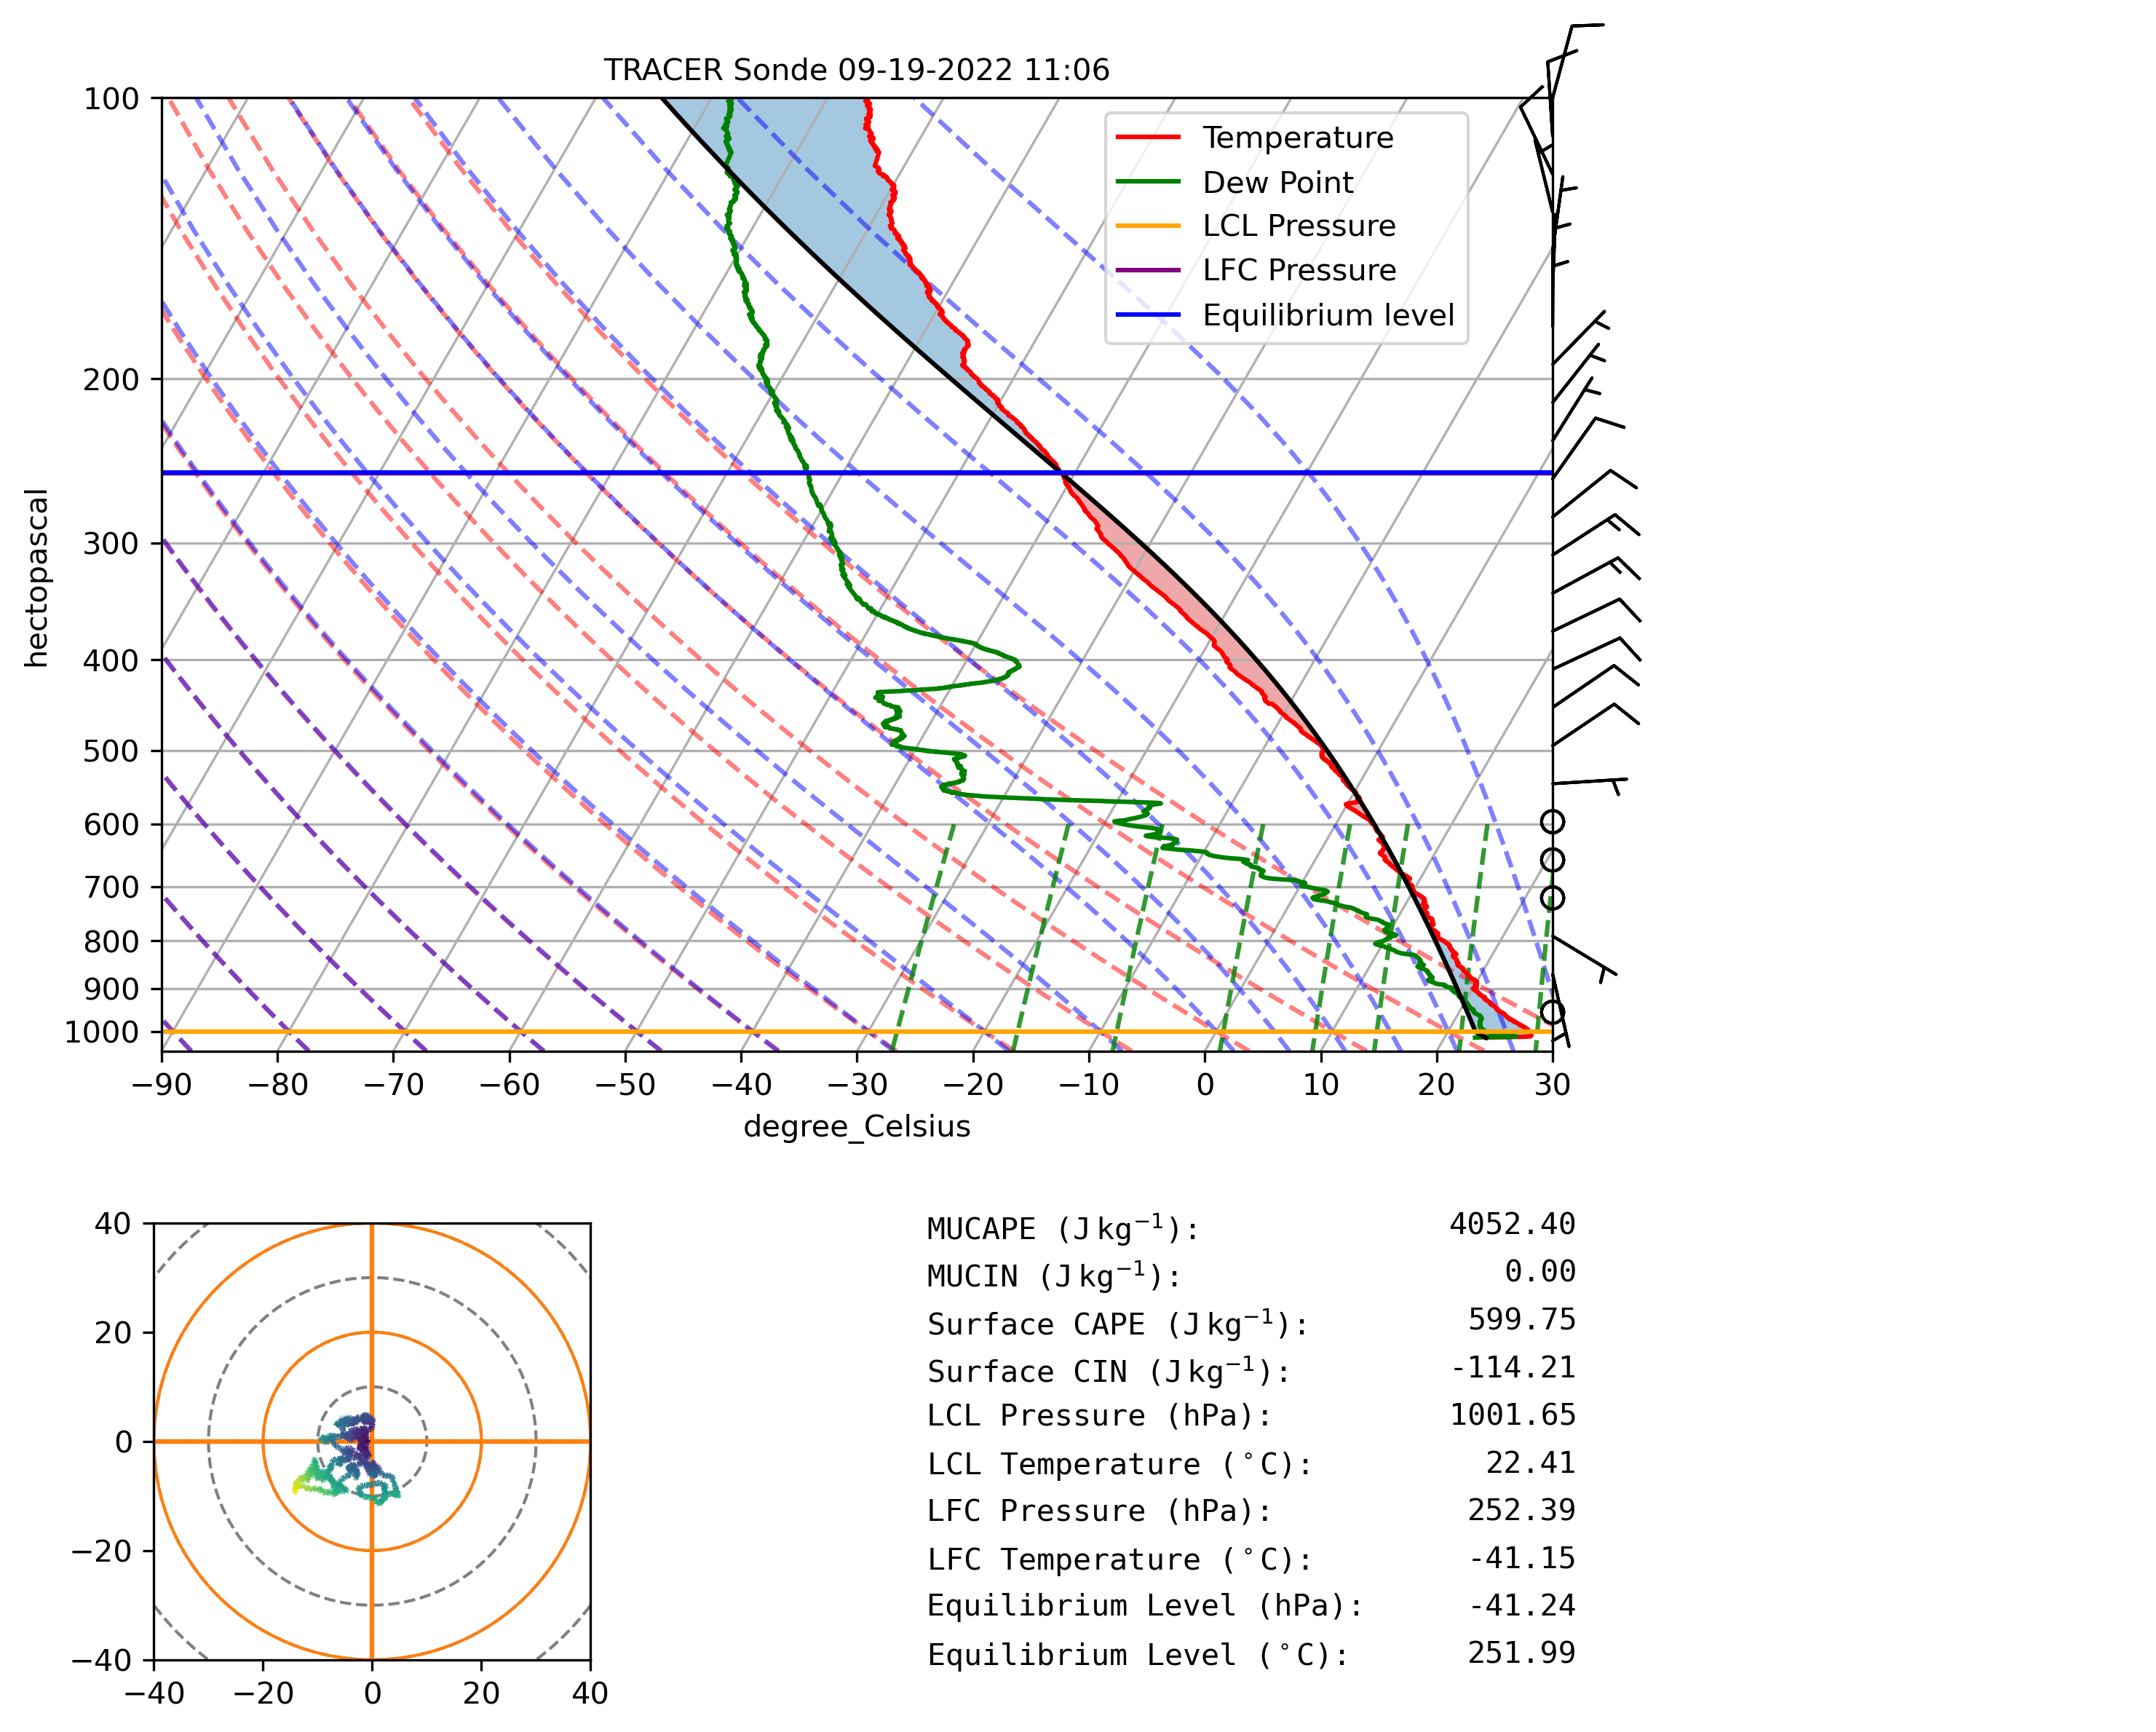 TRACER Sonde 09-19-2022 11:06
hectopascal
100
200
300
400
500
600
700
800
900
1000
Temperature
Dew Point
LCL Pressure
LFC Pressure
Equilibrium level
−90 −80 −70 −60 −50 −40 −30 −20 −10 0 10 20 30
degree_Celsius
40
20
0
−20
−40
−40 −20 0 20 40
MUCAPE (J kg⁻¹): 4052.40
MUCIN (J kg⁻¹): 0.00
Surface CAPE (J kg⁻¹): 599.75
Surface CIN (J kg⁻¹): -114.21
LCL Pressure (hPa): 1001.65
LCL Temperature (°C): 22.41
LFC Pressure (hPa): 252.39
LFC Temperature (°C): -41.15
Equilibrium Level (hPa): -41.24
Equilibrium Level (°C): 251.99